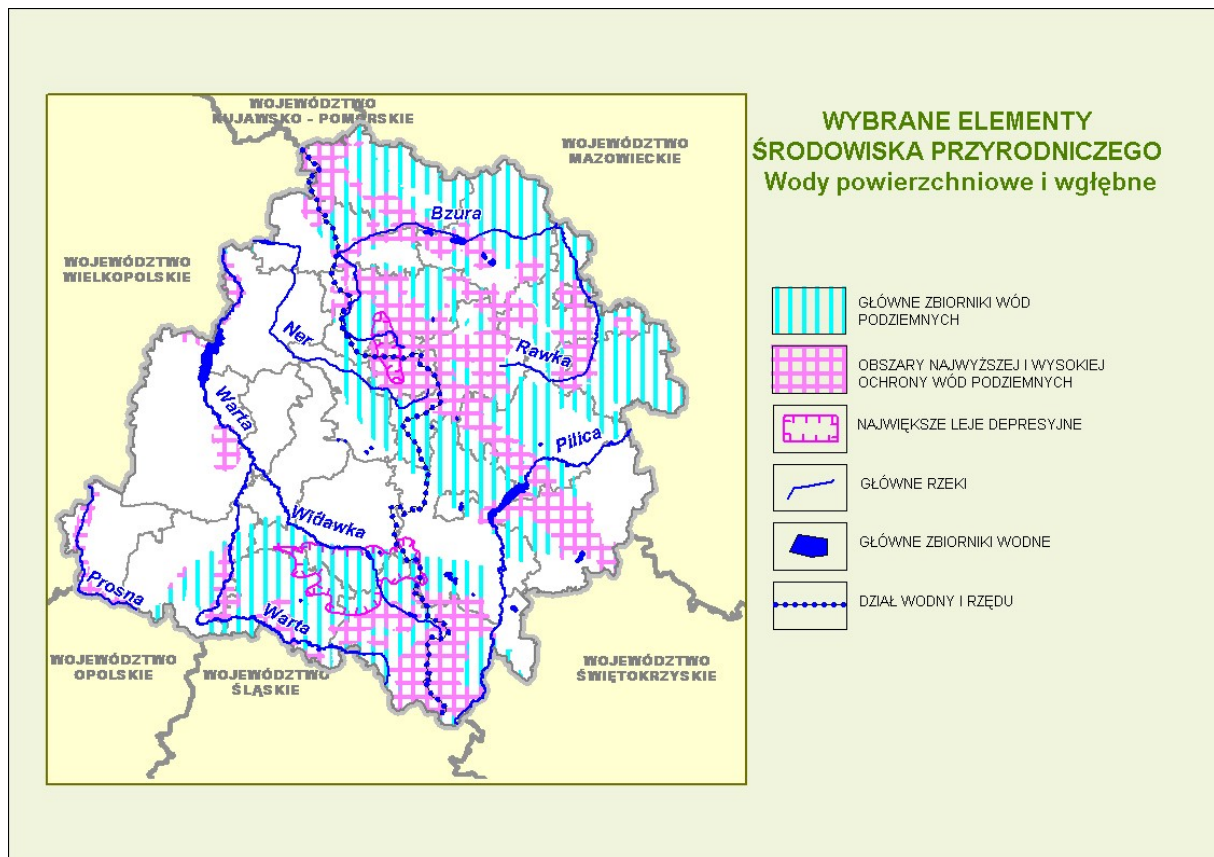 WYBRANE ELEMENTY
ŚRODOWISKA PRZYRODNICZEGO
Wody powierzchniowe i wgłębne
WOJEWÓDZTWO
KUJAWSKO - POMORSKIE
WOJEWÓDZTWO
MAZOWIECKIE
WOJEWÓDZTWO
WIELKOPOLSKIE
Bzura
Ner
Rawka
Warta
Pilica
Widawka
Prosna
Warta
WOJEWÓDZTWO
OPOLSKIE
WOJEWÓDZTWO
ŚLĄSKIE
WOJEWÓDZTWO
ŚWIĘTOKRZYSKIE
GŁÓWNE ZBIORNIKI WÓD
PODZIEMNYCH
OBSZARY NAJWYŻSZEJ I WYSOKIEJ
OCHRONY WÓD PODZIEMNYCH
NAJWIĘKSZE LEJE DEPRESYJNE
GŁÓWNE RZEKI
GŁÓWNE ZBIORNIKI WODNE
DZIAŁ WODNY I RZĘDU